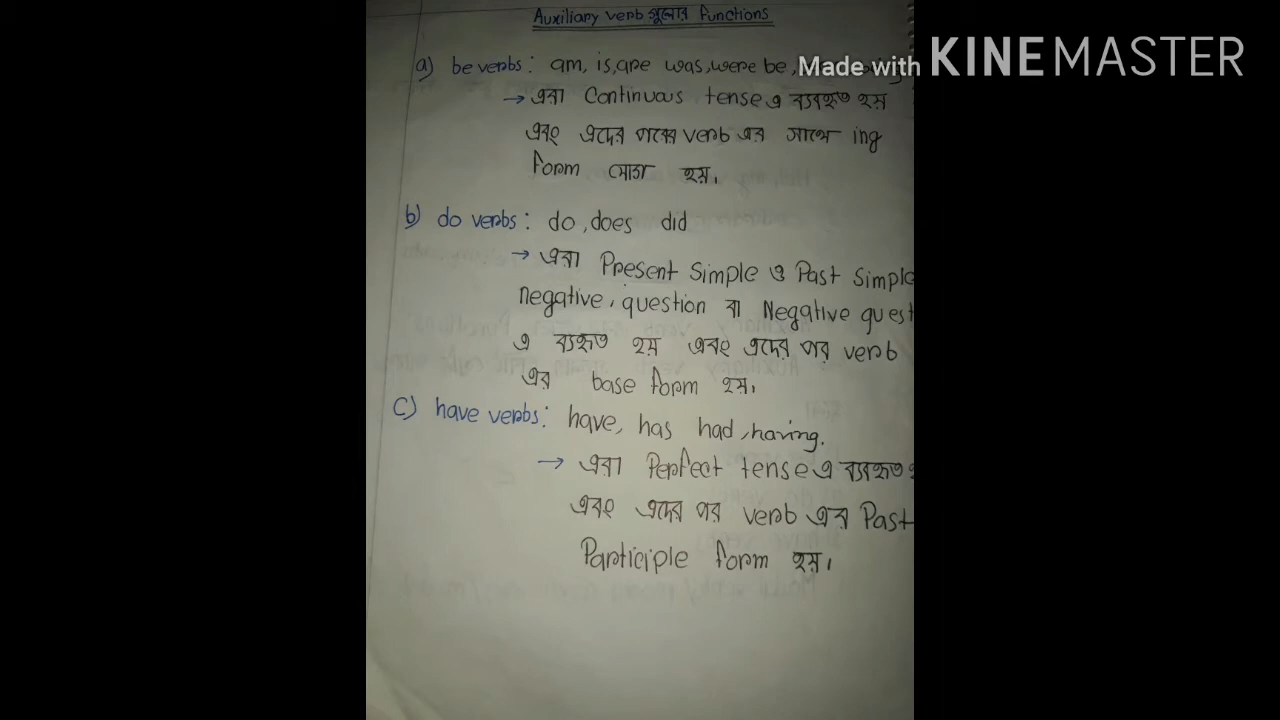 Auxiliary verb গুলোর Functions
Made with KINEMASTER
a) be verbs: am, is, are was, were be,
→ এরা Continuous tense এ ব্যবহৃত হয়
এবং এদের পরের verb এর সাথে ing
form যোগ হয়.
b) do verbs: do, does did
→ এরা Present Simple ও Past Simple
negative, question বা Negative quest
এ ব্যবহৃত হয় এবং এদের পর verb
এর base form হয়.
c) have verbs: have, has had, having.
→ এরা Perfect tense এ ব্যবহৃত
এবং এদের পর verb এর Past
Participle form হয়.